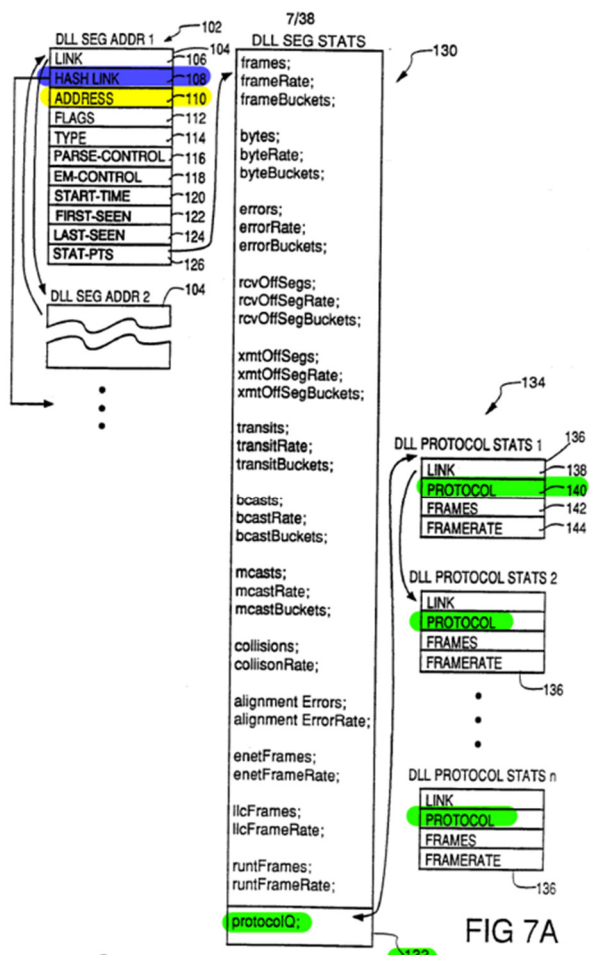 7/38
DLL SEG ADDR 1
102
104
LINK 106
HASH LINK 108
ADDRESS 110
FLAGS 112
TYPE 114
PARSE-CONTROL 116
EM-CONTROL 118
START-TIME 120
FIRST-SEEN 122
LAST-SEEN 124
STAT-PTS
126
DLL SEG ADDR 2
104
DLL SEG STATS
130
frames;
frameRate;
frameBuckets;
bytes;
byteRate;
byteBuckets;
errors;
errorRate;
errorBuckets;
rcvOffSegs;
rcvOffSegRate;
rcvOffSegBuckets;
xmtOffSegs;
xmtOffSegRate;
xmtOffSegBuckets;
transits;
transitRate;
transitBuckets;
bcasts;
bcastRate;
bcastBuckets;
mcasts;
mcastRate;
mcastBuckets;
collisions;
collisonRate;
alignment Errors;
alignment ErrorRate;
enetFrames;
enetFrameRate;
llcFrames;
llcFrameRate;
runtFrames;
runtFrameRate;
protocolQ;
134
DLL PROTOCOL STATS 1
136
LINK 138
PROTOCOL 140
FRAMES 142
FRAMERATE 144
DLL PROTOCOL STATS 2
LINK
PROTOCOL
FRAMES
FRAMERATE
136
DLL PROTOCOL STATS n
LINK
PROTOCOL
FRAMES
FRAMERATE
136
FIG 7A